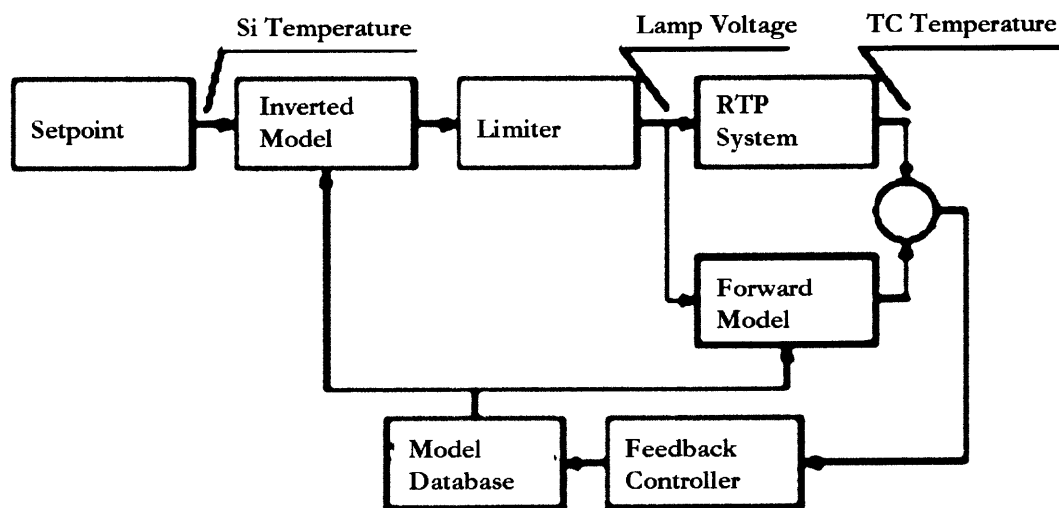 Si Temperature
Lamp Voltage
TC Temperature
Setpoint
Inverted
Model
Limiter
RTP
System
Forward
Model
Model
Database
Feedback
Controller